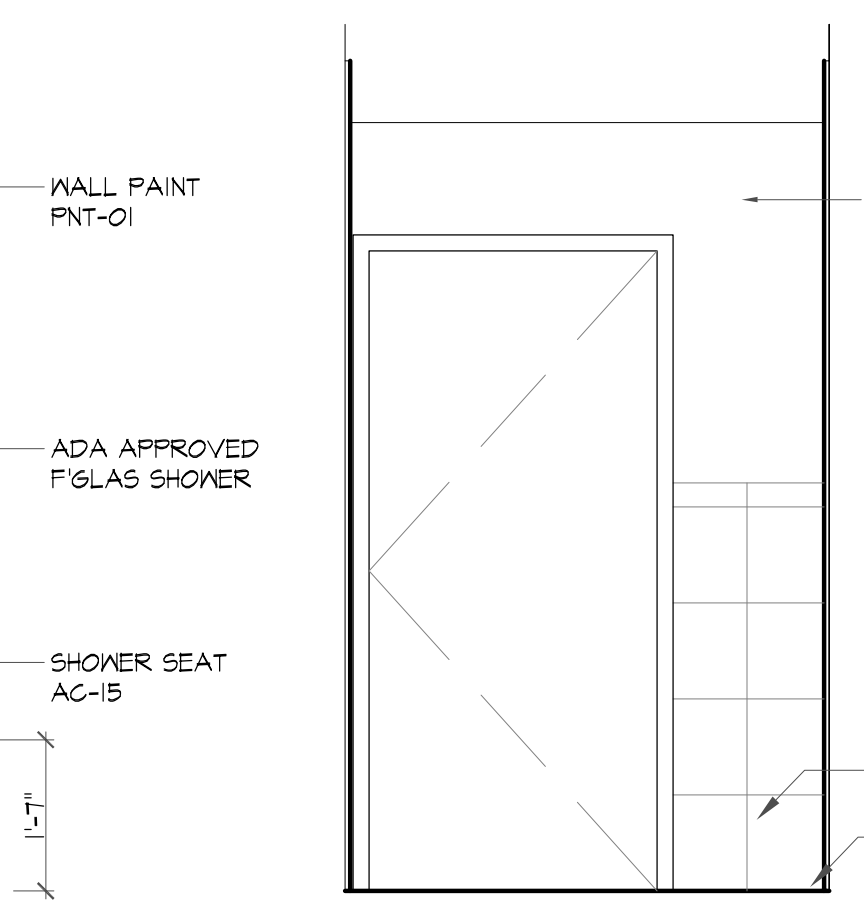 WALL PAINT
PNT-01
ADA APPROVED
F'GLAS SHOWER
SHOWER SEAT
AC-15
1'-7"